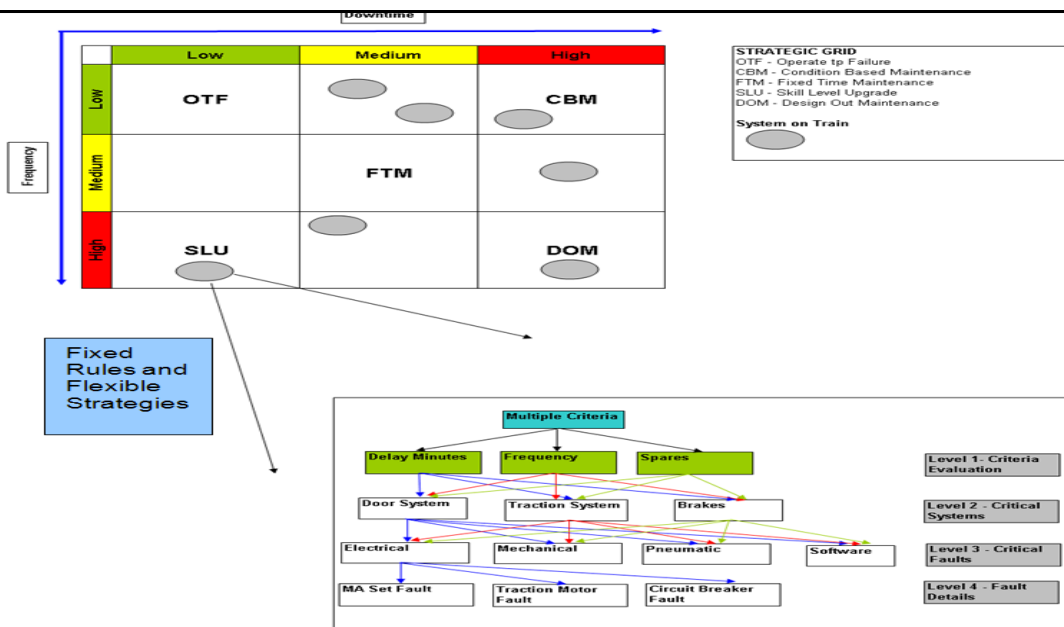 Downtime
Low
Medium
High
Frequency
Low
OTF
CBM
Medium
FTM
High
SLU
DOM
STRATEGIC GRID
OTF - Operate tp Failure
CBM - Condition Based Maintenance
FTM - Fixed Time Maintenance
SLU - Skill Level Upgrade
DOM - Design Out Maintenance
System on Train
Fixed
Rules and
Flexible
Strategies
Multiple Criteria
Delay Minutes
Frequency
Spares
Level 1- Criteria
Evaluation
Door System
Traction System
Brakes
Level 2 - Critical
Systems
Electrical
Mechanical
Pneumatic
Software
Level 3 - Critical
Faults
MA Set Fault
Traction Motor
Fault
Circuit Breaker
Fault
Level 4 - Fault
Details